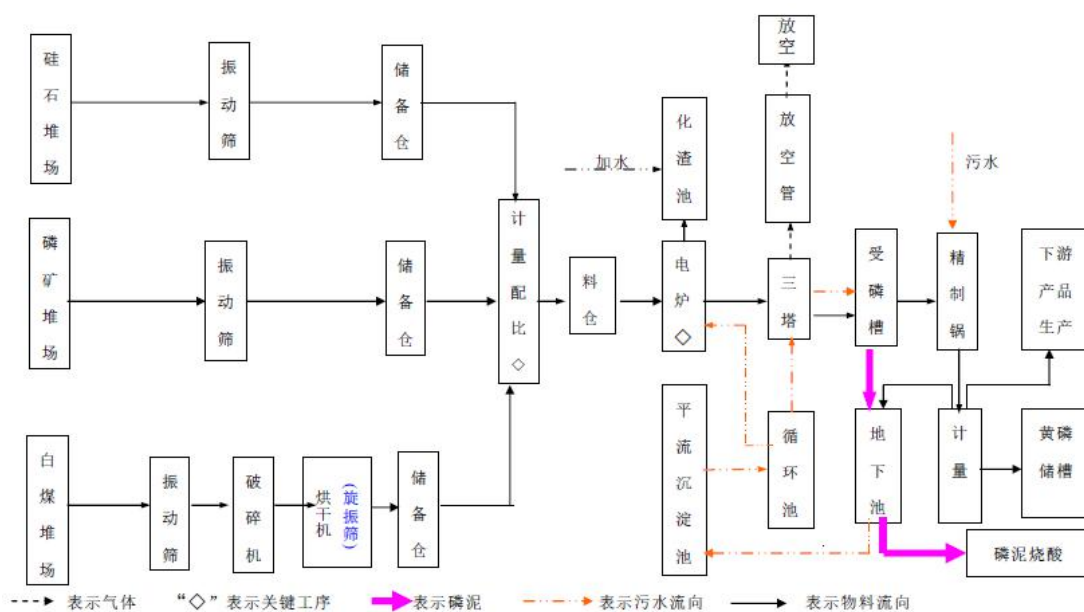 硅石堆场
振动筛
储备仓
放空
放空管
化渣池
加水
污水
磷矿堆场
振动筛
储备仓
计量配比◇
料仓
电炉◇
三塔
受磷槽
精制锅
下游
产品
生产
白煤堆场
振动筛
破碎机
烘干机
(旋振筛)
储备仓
平流沉淀池
循环池
地下池
计量
黄磷
储槽
磷泥烧酸
表示气体
“◇”表示关键工序
表示磷泥
表示污水流向
表示物料流向